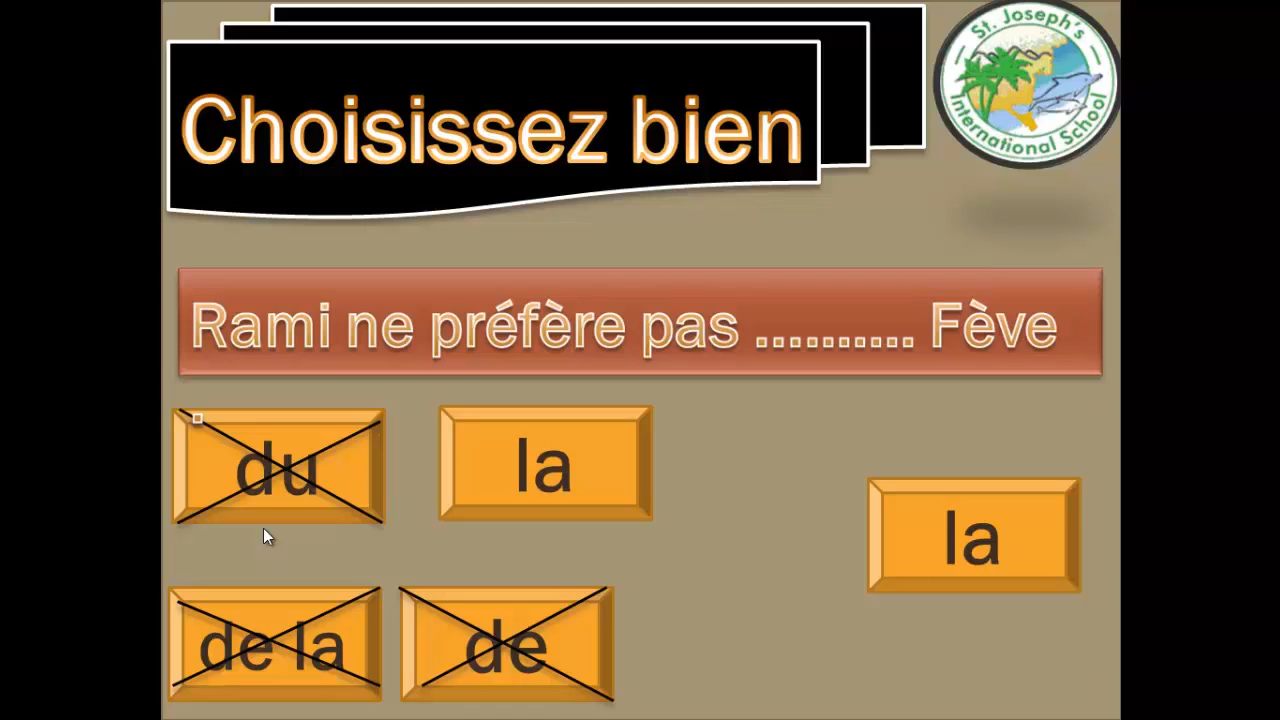 St. Joseph's
International School
Choisissez bien
Rami ne préfère pas .......... Fève
du
la
la
de la
de